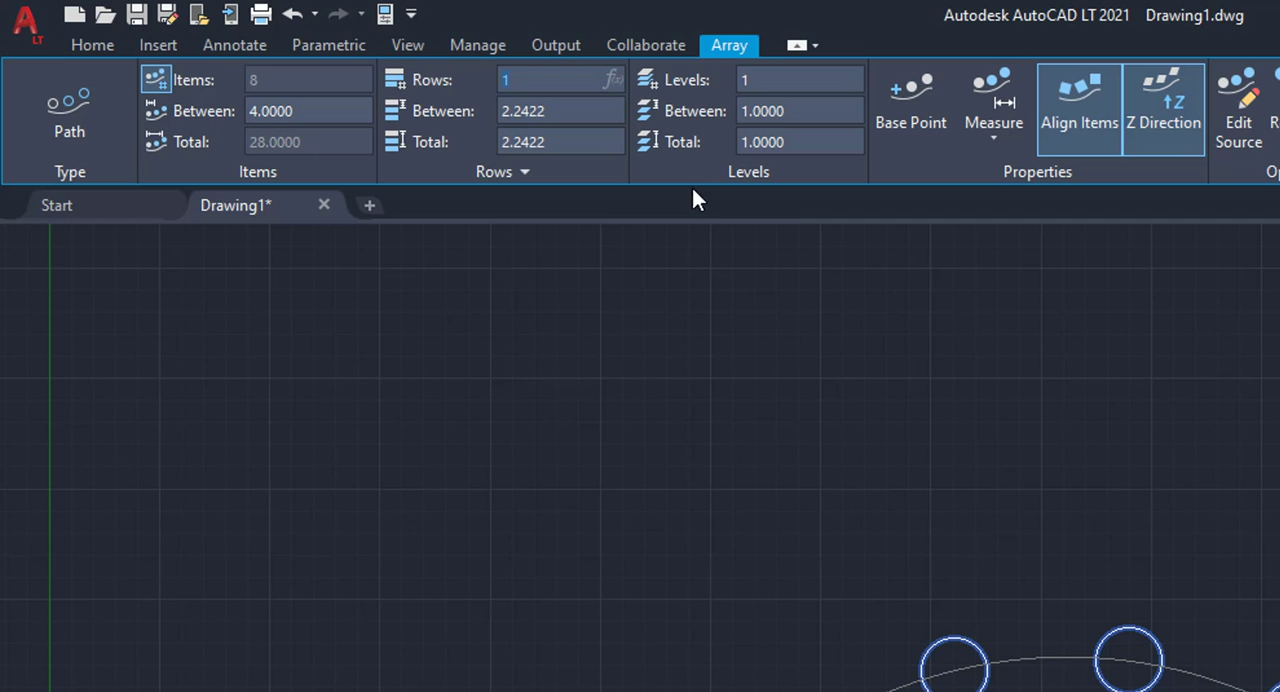 LT
Autodesk AutoCAD LT 2021 Drawing1.dwg
Home Insert Annotate Parametric View Manage Output Collaborate Array
Items: 8 Rows: 1 fx Levels: 1
Between: 4.0000 Between: 2.2422 Between: 1.0000
Total: 28.0000 Total: 2.2422 Total: 1.0000
Path Base Point Measure Align Items Z Direction Edit Source
Type Items Rows Levels Properties
Start Drawing1*